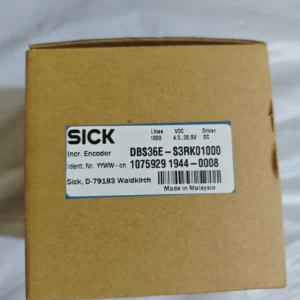 SICK
Lines VDC Driver
1000 4.5..30.0V OC
Incr. Encoder DBS36E-S3RK01000
Ident. Nr. YYWW - cn 1075929 1944-0008
Sick, D-79183 Waldkirch
Made in Malaysia